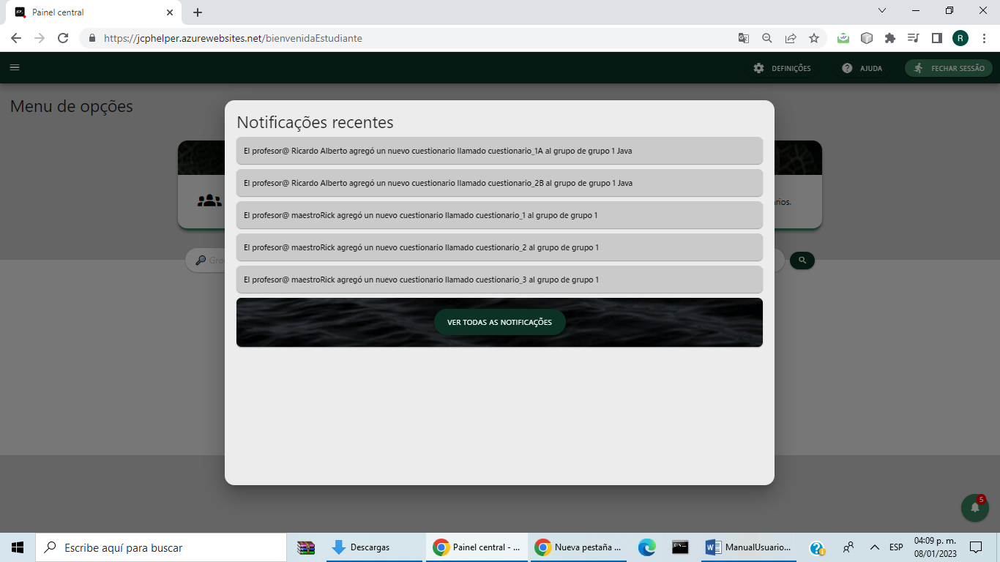 Painel central
https://jcphelper.azurewebsites.net/bienvenidaEstudiante
DEFINIÇÕES
AJUDA
FECHAR SESSÃO
Menu de opções
Notificações recentes
El profesor@ Ricardo Alberto agregó un nuevo cuestionario llamado cuestionario_1A al grupo de grupo 1 Java
El profesor@ Ricardo Alberto agregó un nuevo cuestionario llamado cuestionario_2B al grupo de grupo 1 Java
El profesor@ maestroRick agregó un nuevo cuestionario llamado cuestionario_1 al grupo de grupo 1
El profesor@ maestroRick agregó un nuevo cuestionario llamado cuestionario_2 al grupo de grupo 1
El profesor@ maestroRick agregó un nuevo cuestionario llamado cuestionario_3 al grupo de grupo 1
VER TODAS AS NOTIFICAÇÕES
5
Escribe aquí para buscar
Descargas
Painel central - ...
Nueva pestaña ...
ManualUsuario...
ESP
04:09 p. m.
08/01/2023